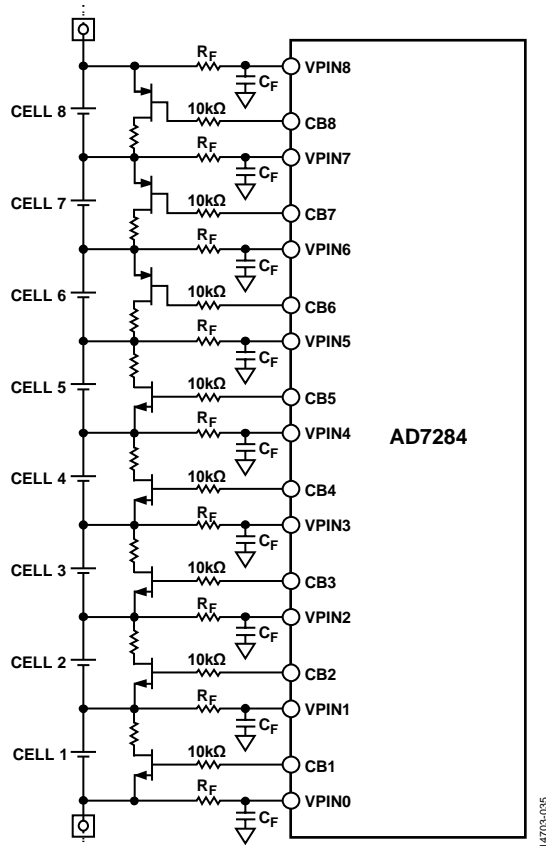 RF
VPIN8
CF
CELL 8
10kΩ
CB8
RF
VPIN7
CF
CELL 7
10kΩ
CB7
RF
VPIN6
CF
CELL 6
10kΩ
CB6
RF
VPIN5
CF
CELL 5
10kΩ
CB5
RF
VPIN4
AD7284
CF
CELL 4
10kΩ
CB4
RF
VPIN3
CF
CELL 3
10kΩ
CB3
RF
VPIN2
CF
CELL 2
10kΩ
CB2
RF
VPIN1
CF
CELL 1
10kΩ
CB1
RF
VPIN0
CF
14703-035